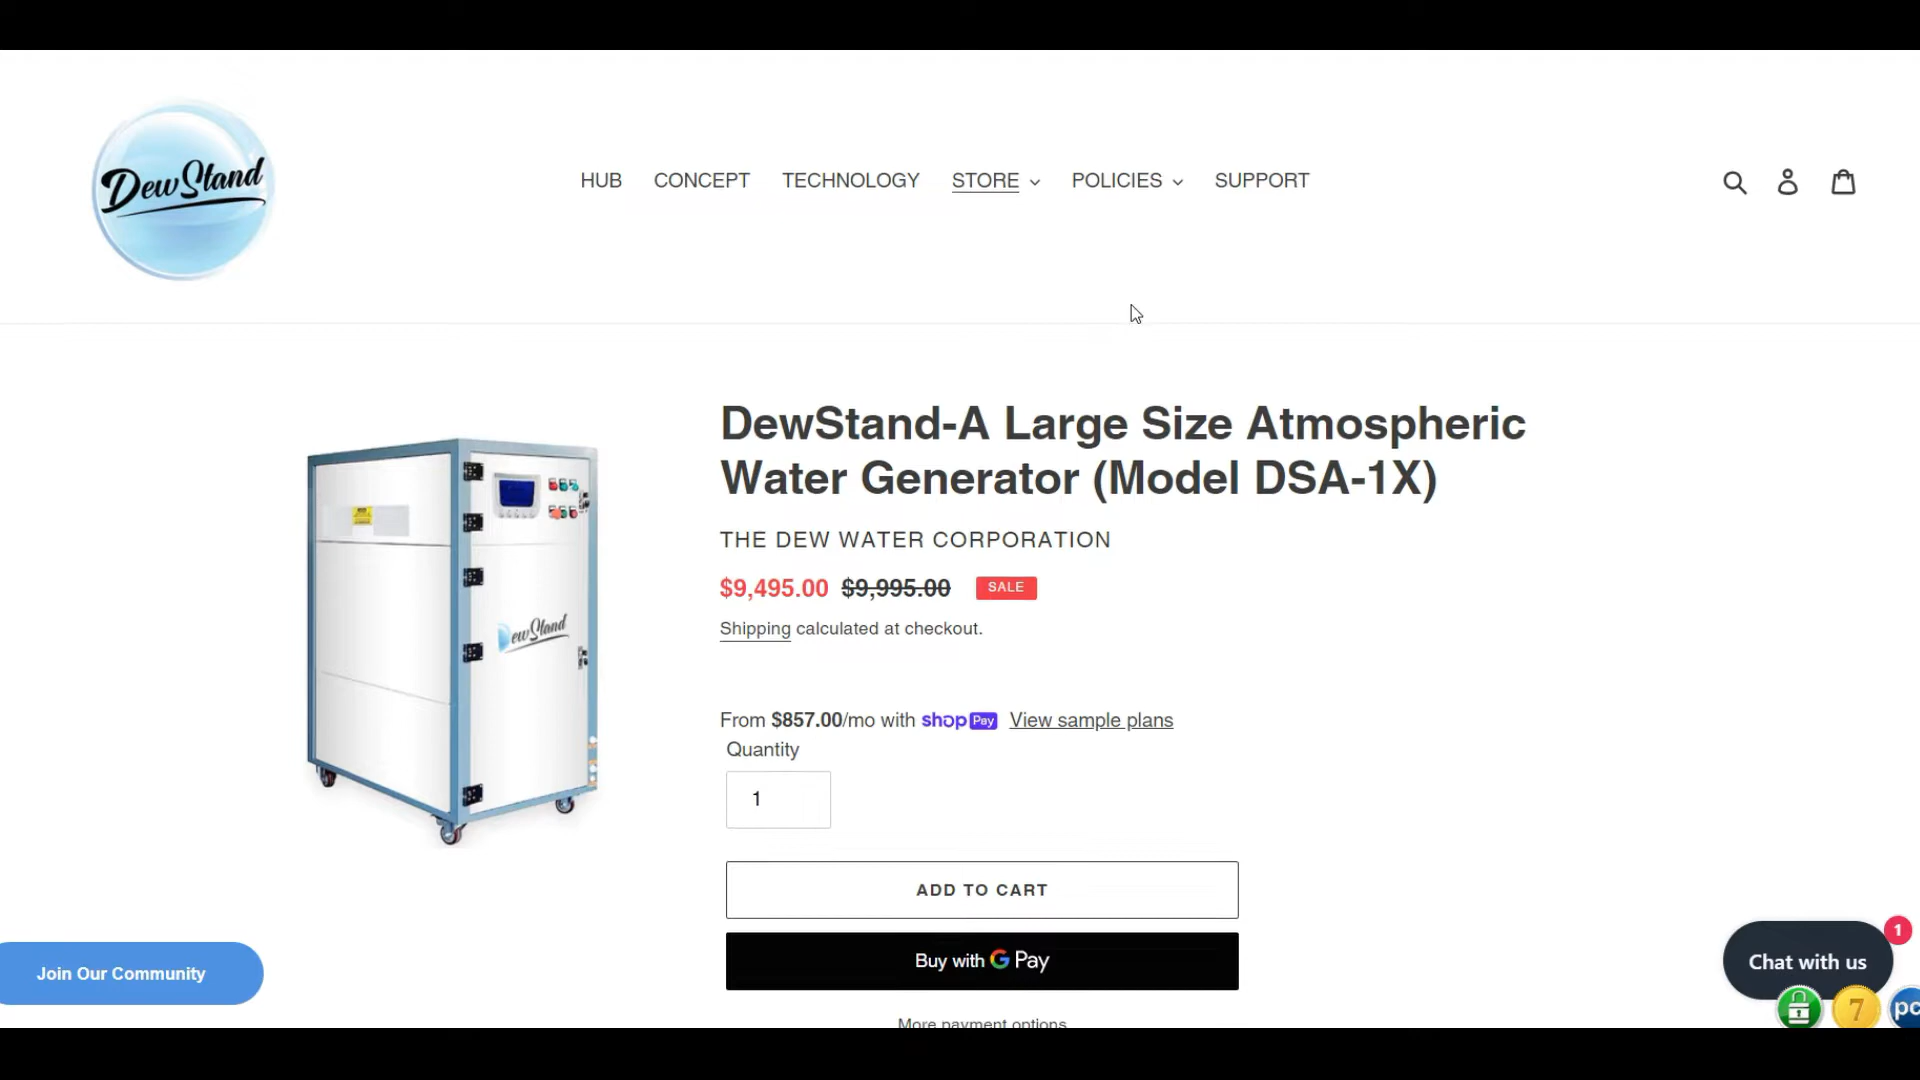 DewStand
HUB CONCEPT TECHNOLOGY STORE POLICIES SUPPORT
DewStand-A Large Size Atmospheric
Water Generator (Model DSA-1X)
THE DEW WATER CORPORATION
$9,495.00 $9,995.00 SALE
Shipping calculated at checkout.
DewStand
From $857.00/mo with shop Pay View sample plans
Quantity
1
ADD TO CART
Buy with G Pay
More payment options
Join Our Community
1
Chat with us
7
pc